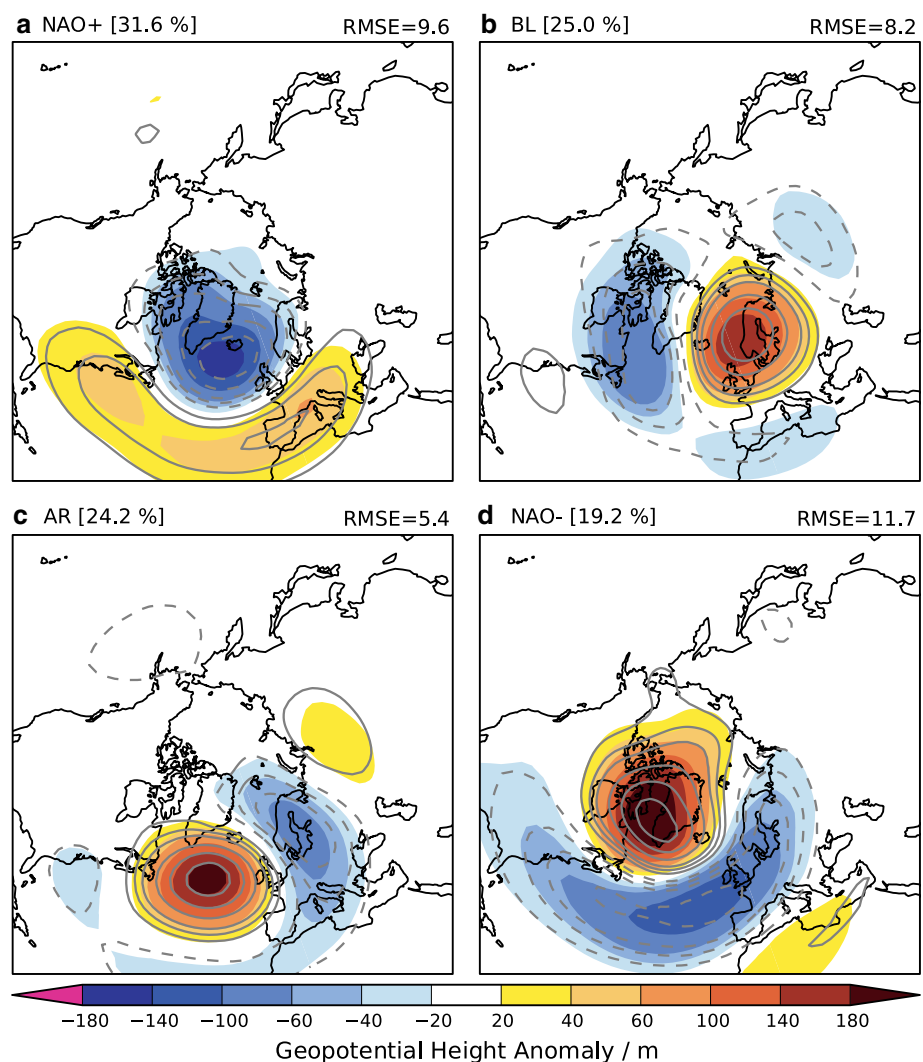 a NAO+ [31.6 %] RMSE=9.6
b BL [25.0 %] RMSE=8.2
c AR [24.2 %] RMSE=5.4
d NAO- [19.2 %] RMSE=11.7
−180 −140 −100 −60 −40 −20 20 40 60 100 140 180
Geopotential Height Anomaly / m